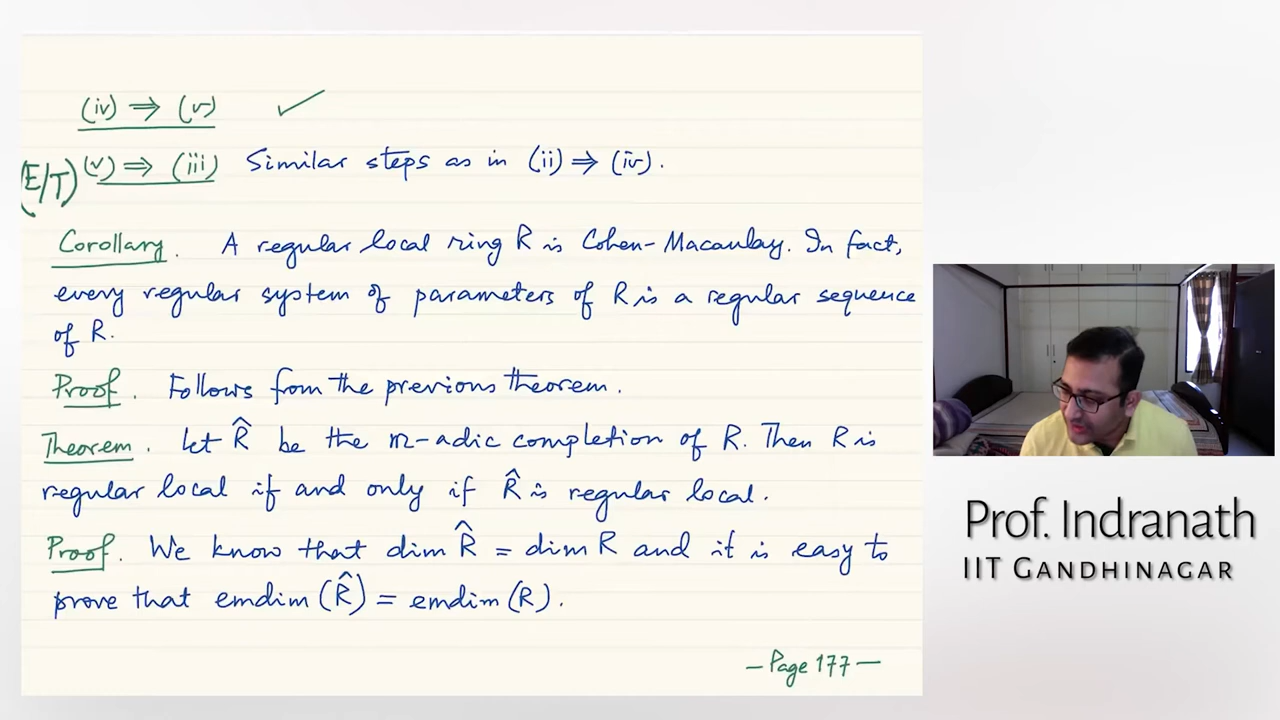 (iv) ⇒ (v) ✓
(E/T) (v) ⇒ (iii) Similar steps as in (ii) ⇒ (iv).
Corollary. A regular local ring R is Cohen-Macaulay. In fact,
every regular system of parameters of R is a regular sequence
of R.
Proof. Follows from the previous theorem.
Theorem. Let R̂ be the m-adic completion of R. Then R is
regular local if and only if R̂ is regular local.
Proof. We know that dim R̂ = dim R and it is easy to
prove that emdim (R̂) = emdim (R).
- Page 177 -
Prof. Indranath
IIT GANDHINAGAR